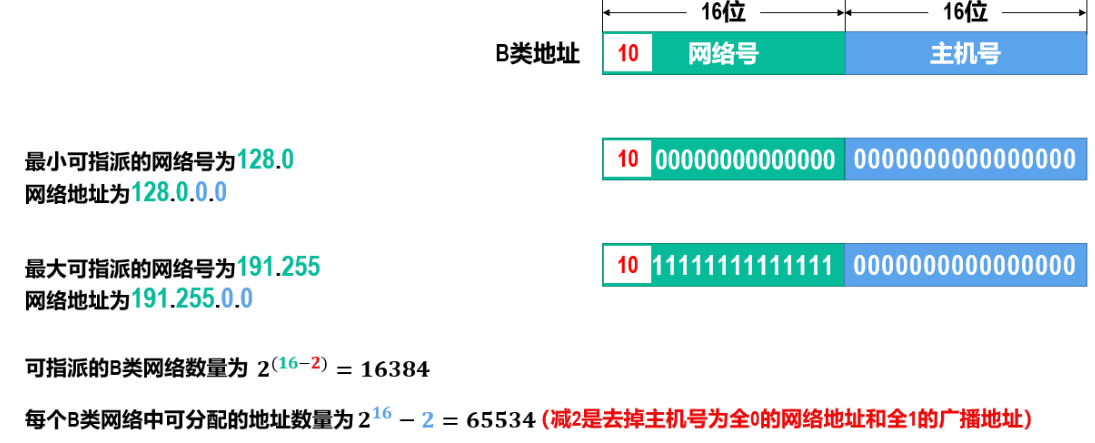 16位 16位
B类地址 10 网络号 主机号
最小可指派的网络号为128.0
网络地址为128.0.0.0
10 00000000000000 0000000000000000
最大可指派的网络号为191.255
网络地址为191.255.0.0
10 11111111111111 0000000000000000
可指派的B类网络数量为 2^(16-2) = 16384
每个B类网络中可分配的地址数量为 2^16 - 2 = 65534 (减2是去掉主机号为全0的网络地址和全1的广播地址)